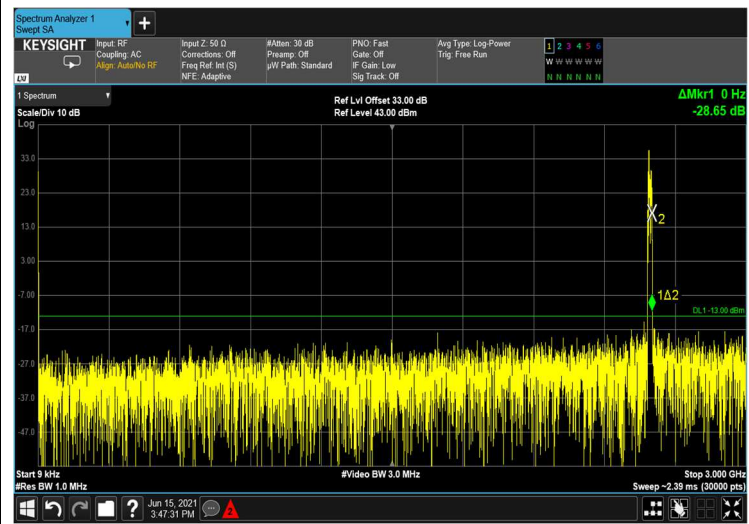 Spectrum Analyzer 1
Swept SA
+
KEYSIGHT
LXI
Input: RF
Coupling: AC
Align: Auto/No RF
Input Z: 50 Ω
Corrections: Off
Freq Ref: Int (S)
NFE: Adaptive
#Atten: 30 dB
Preamp: Off
µW Path: Standard
PNO: Fast
Gate: Off
IF Gain: Low
Sig Track: Off
Avg Type: Log-Power
Trig: Free Run
1 2 3 4 5 6
W W W W W W
N N N N N N
1 Spectrum
Scale/Div 10 dB
Log
Ref Lvl Offset 33.00 dB
Ref Level 43.00 dBm
ΔMkr1 0 Hz
-28.65 dB
33.0
23.0
13.0
3.00
-7.00
-17.0
-27.0
-37.0
-47.0
2
1Δ2
DL1 -13.00 dBm
Start 9 kHz
#Video BW 3.0 MHz
Stop 3.000 GHz
#Res BW 1.0 MHz
Sweep ~2.39 ms (30000 pts)
?
Jun 15, 2021
3:47:31 PM
2